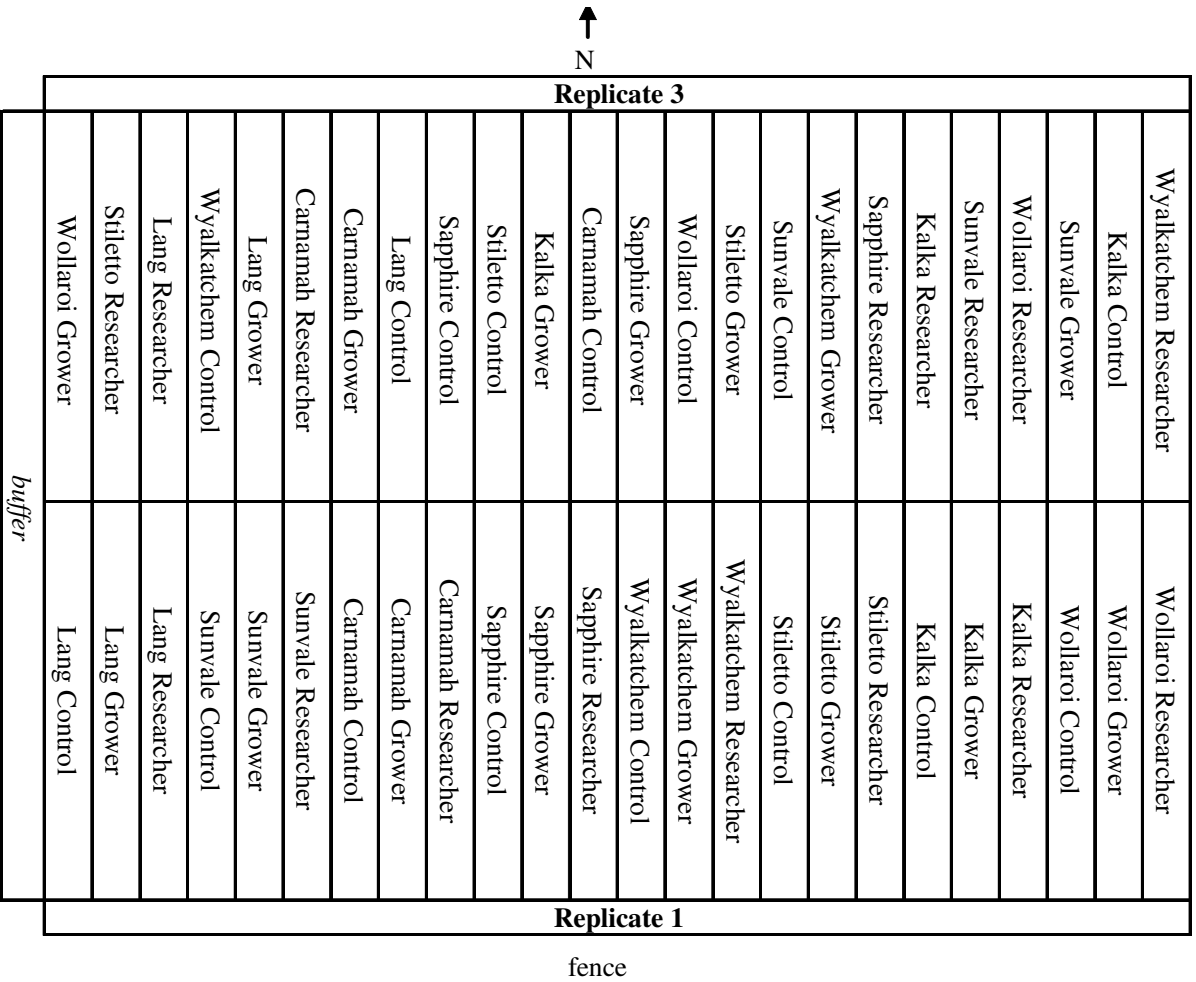 N
Replicate 3
buffer
Wollaroi Grower
Stiletto Researcher
Lang Researcher
Wyalkatchem Control
Lang Grower
Carnamah Researcher
Carnamah Grower
Lang Control
Sapphire Control
Stiletto Control
Kalka Grower
Carnamah Control
Sapphire Grower
Wollaroi Control
Stiletto Grower
Sunvale Control
Wyalkatchem Grower
Sapphire Researcher
Kalka Researcher
Sunvale Researcher
Wollaroi Researcher
Sunvale Grower
Kalka Control
Wyalkatchem Researcher
Lang Control
Lang Grower
Lang Researcher
Sunvale Control
Sunvale Grower
Sunvale Researcher
Carnamah Control
Carnamah Grower
Carnamah Researcher
Sapphire Control
Sapphire Grower
Sapphire Researcher
Wyalkatchem Control
Wyalkatchem Grower
Wyalkatchem Researcher
Stiletto Control
Stiletto Grower
Stiletto Researcher
Kalka Control
Kalka Grower
Kalka Researcher
Wollaroi Control
Wollaroi Grower
Wollaroi Researcher
Replicate 1
fence